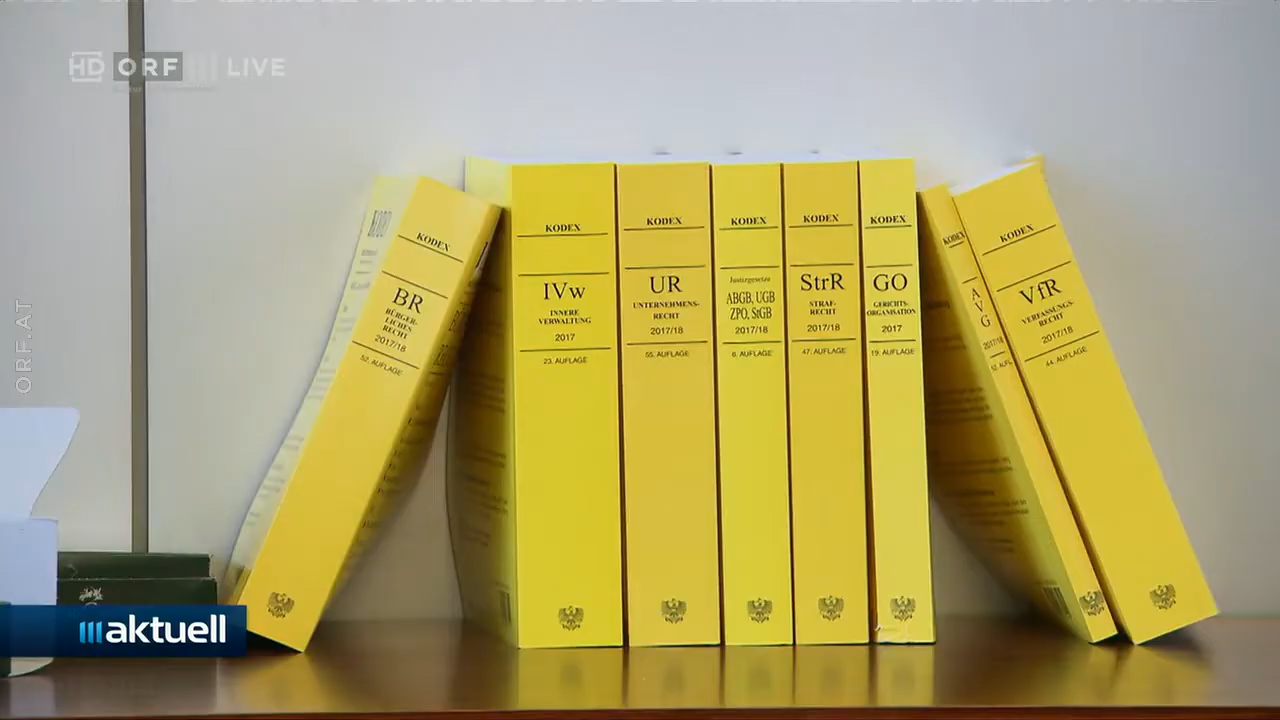 HD ORF III LIVE
ORF.AT
KODEX
BR
BÜRGER-
LICHES
RECHT
2017/18
52. AUFLAGE
KODEX
IVw
INNERE
VERWALTUNG
2017
23. AUFLAGE
KODEX
UR
UNTERNEHMENS-
RECHT
2017/18
55. AUFLAGE
KODEX
Justizgesetze
ABGB, UGB
ZPO, StGB
2017/18
6. AUFLAGE
KODEX
StrR
STRAF-
RECHT
2017/18
47. AUFLAGE
KODEX
GO
GERICHTS-
ORGANISATION
2017
19. AUFLAGE
KODEX
A
V
G
2017/18
KODEX
VfR
VERFASSUNGS-
RECHT
2017/18
44. AUFLAGE
III aktuell